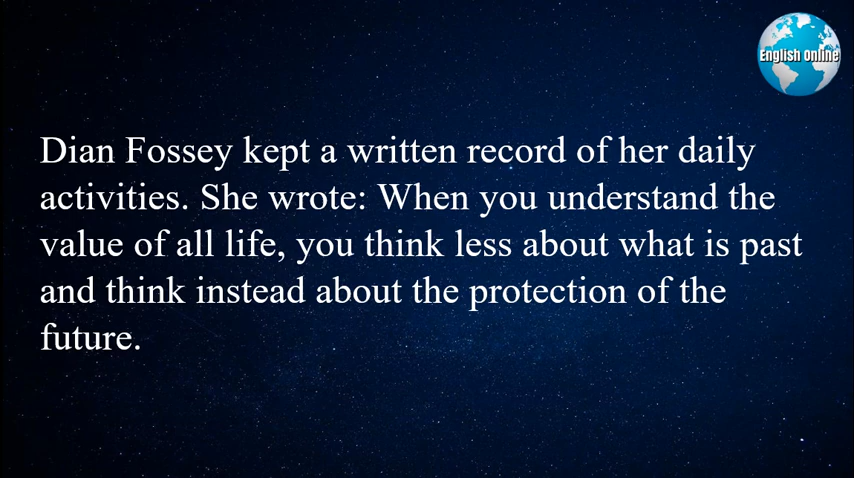 English Online
Dian Fossey kept a written record of her daily
activities. She wrote: When you understand the
value of all life, you think less about what is past
and think instead about the protection of the
future.